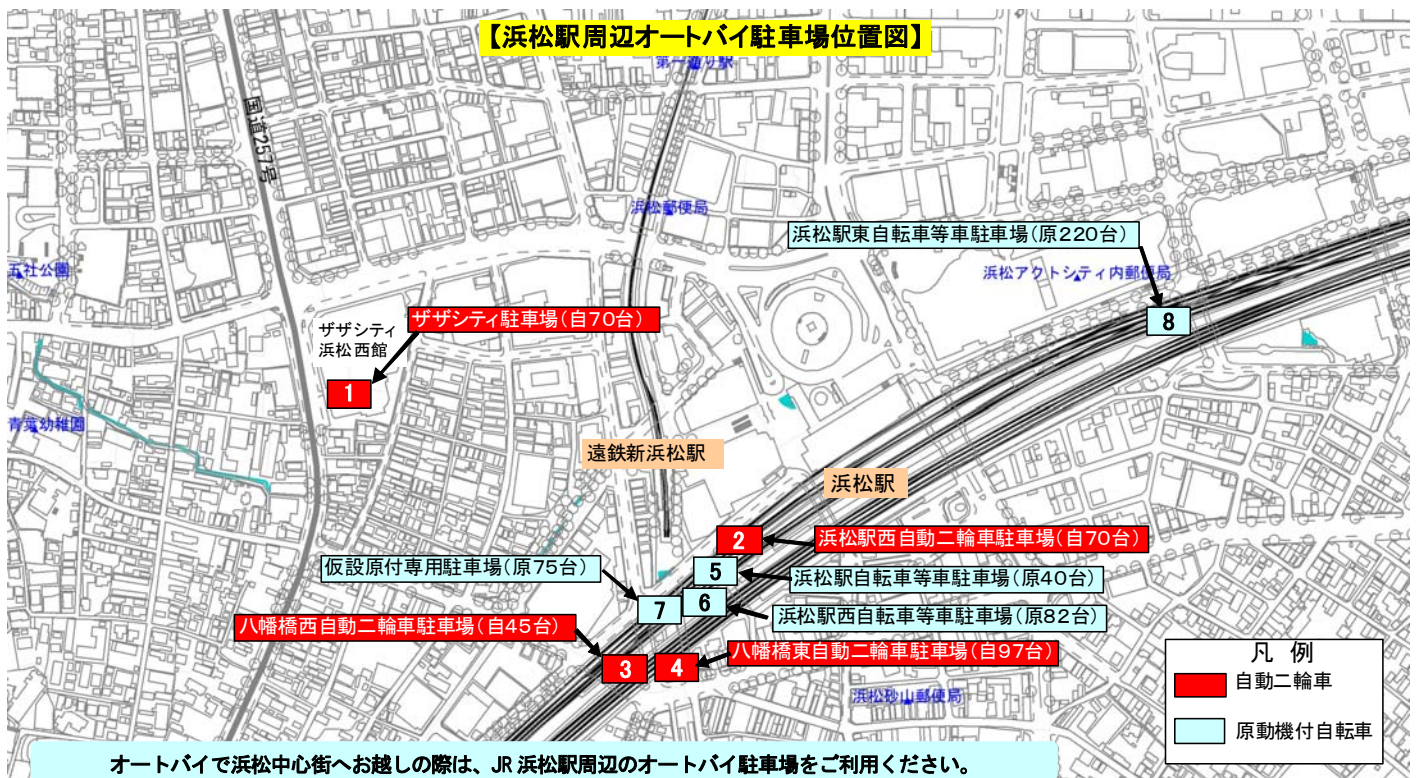 【浜松駅周辺オートバイ駐車場位置図】
第一通り駅
国道257号
浜松郵便局
浜松駅東自転車等車駐車場(原220台)
五社公園
浜松アクトシティ内郵便局
8
ザザシティ駐車場(自70台)
ザザシティ
浜松西館
1
青葉幼稚園
遠鉄新浜松駅
浜松駅
2
浜松駅西自動二輪車駐車場(自70台)
仮設原付専用駐車場(原75台)
5
浜松駅自転車等車駐車場(原40台)
7
6
浜松駅西自転車等車駐車場(原82台)
八幡橋西自動二輪車駐車場(自45台)
3
4
八幡橋東自動二輪車駐車場(自97台)
浜松砂山郵便局
凡 例
自動二輪車
原動機付自転車
オートバイで浜松中心街へお越しの際は、JR 浜松駅周辺のオートバイ駐車場をご利用ください。